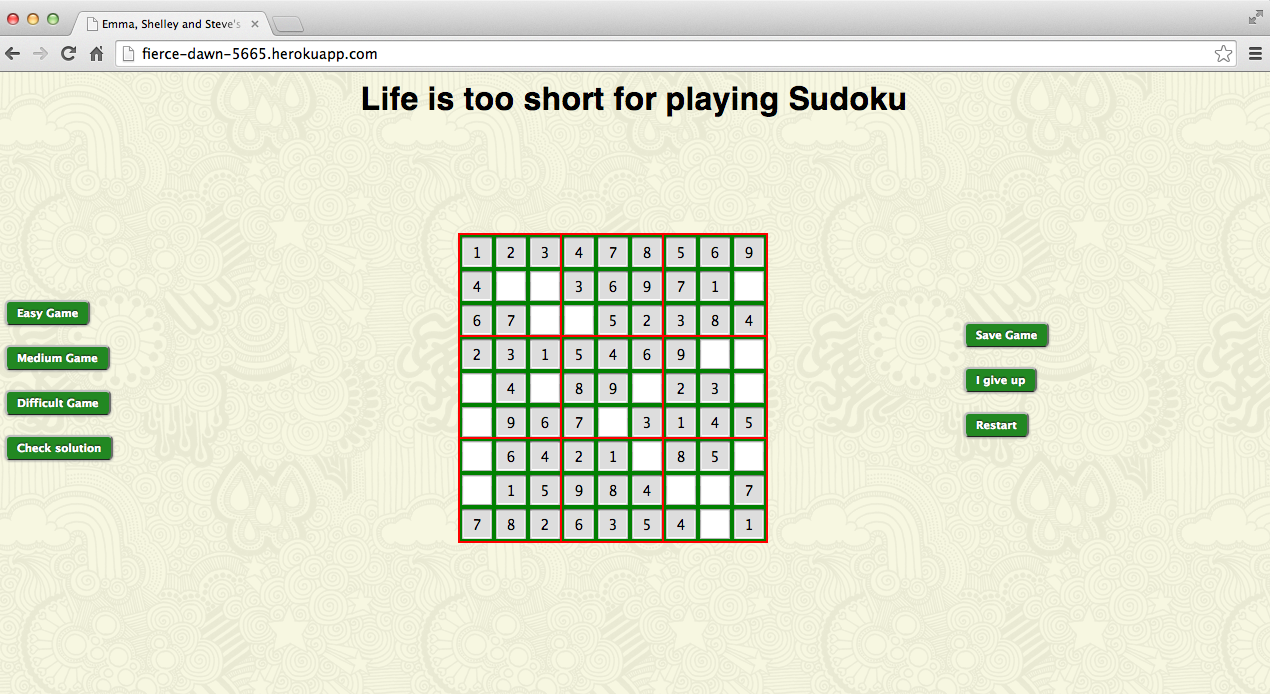 Emma, Shelley and Steve's
fierce-dawn-5665.herokuapp.com
Life is too short for playing Sudoku
1 2 3 4 7 8 5 6 9
4 3 6 9 7 1
6 7 5 2 3 8 4
2 3 1 5 4 6 9
4 8 9 2 3
9 6 7 3 1 4 5
6 4 2 1 8 5
1 5 9 8 4 7
7 8 2 6 3 5 4 1
Easy Game
Medium Game
Difficult Game
Check solution
Save Game
I give up
Restart